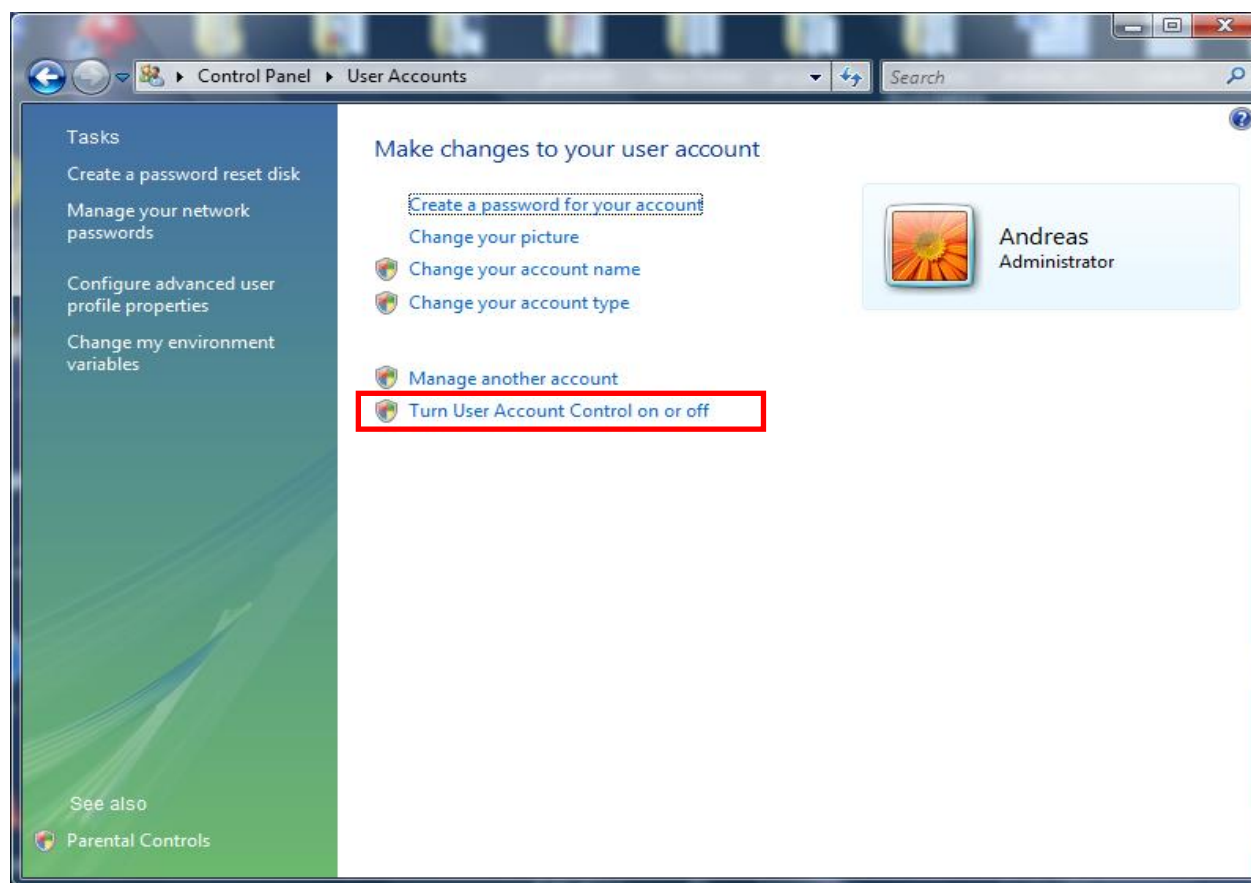 Control Panel
User Accounts
Search
Tasks
Create a password reset disk
Manage your network
passwords
Configure advanced user
profile properties
Change my environment
variables
See also
Parental Controls
Make changes to your user account
Create a password for your account
Change your picture
Change your account name
Change your account type
Manage another account
Turn User Account Control on or off
Andreas
Administrator